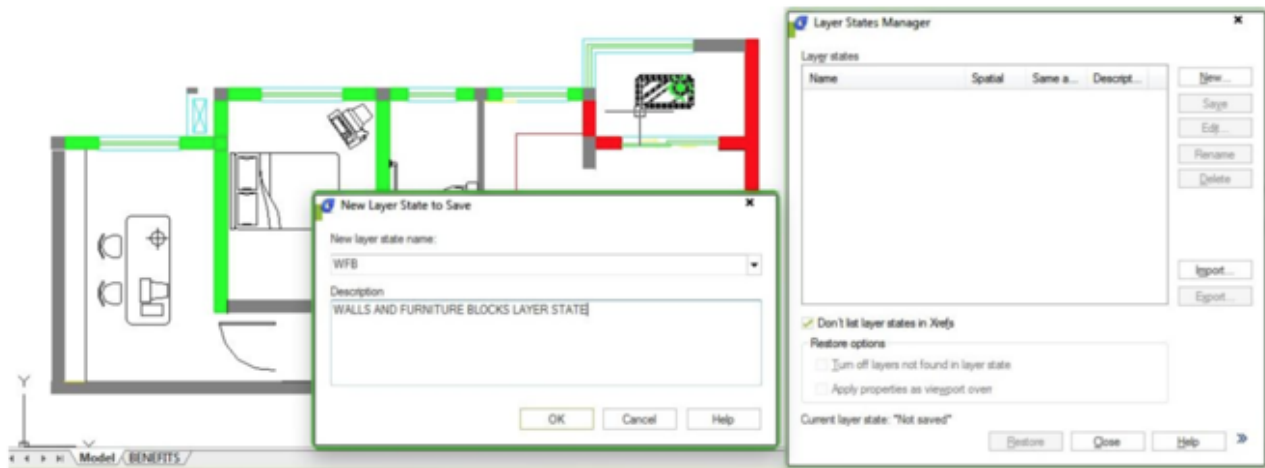 Layer States Manager
Layer states
Name Spatial Same a... Descript...
New...
Save
Edit...
Rename
Delete
Import...
Export...
Don't list layer states in Xrefs
Restore options
Turn off layers not found in layer state
Apply properties as viewport overr
Current layer state: "Not saved"
Restore Close Help
New Layer State to Save
New layer state name:
WFB
Description
WALLS AND FURNITURE BLOCKS LAYER STATE
OK Cancel Help
Y
Model BENEFITS